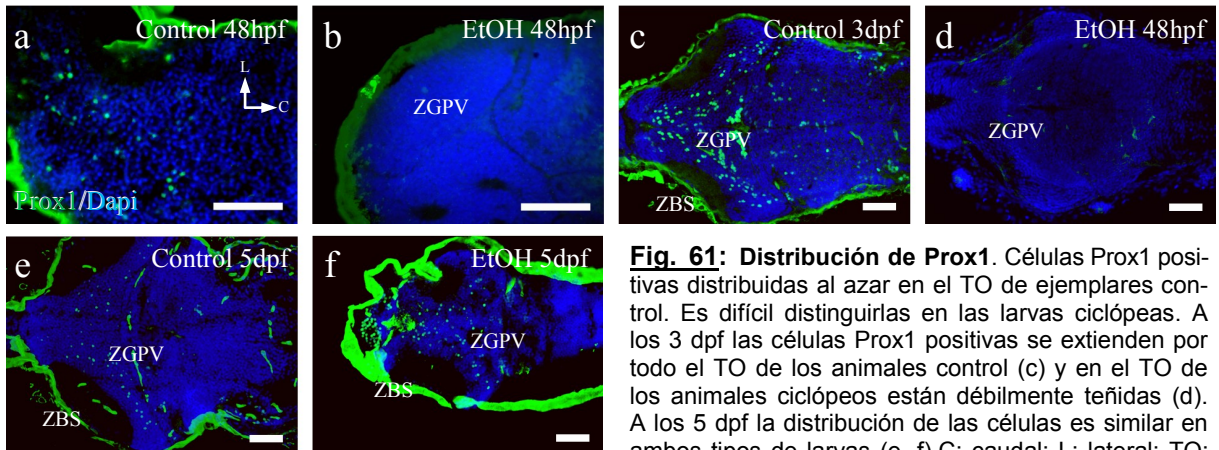 a
Control 48hpf
L
C
Prox1/Dapi
b
EtOH 48hpf
ZGPV
c
Control 3dpf
ZGPV
ZBS
d
EtOH 48hpf
ZGPV
e
Control 5dpf
ZGPV
ZBS
f
EtOH 5dpf
ZGPV
ZBS
Fig. 61: Distribución de Prox1. Células Prox1 posi-
tivas distribuidas al azar en el TO de ejemplares con-
trol. Es difícil distinguirlas en las larvas ciclópeas. A
los 3 dpf las células Prox1 positivas se extienden por
todo el TO de los animales control (c) y en el TO de
los animales ciclópeos están débilmente teñidas (d).
A los 5 dpf la distribución de las células es similar en
ambos tipos de larvas (e, f).C: caudal; L: lateral; TO: